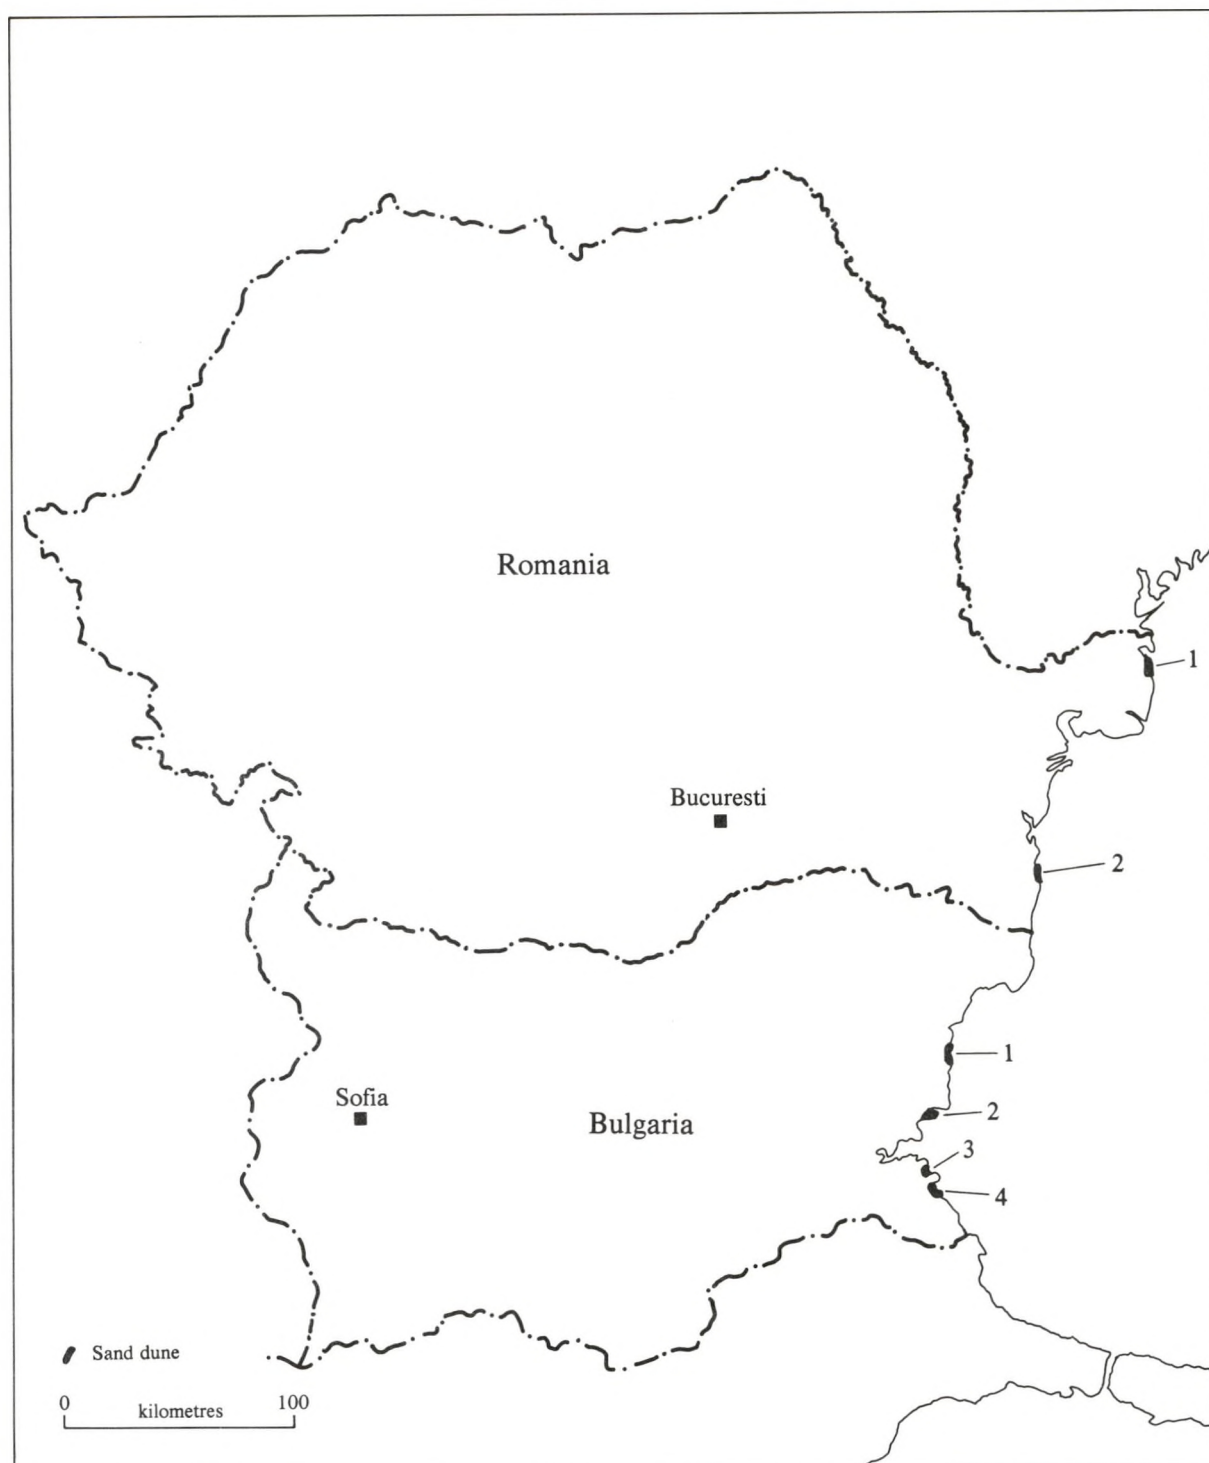 Romania
1
Bucuresti
2
1
Sofia
Bulgaria
2
3
4
Sand dune
0 100
kilometres